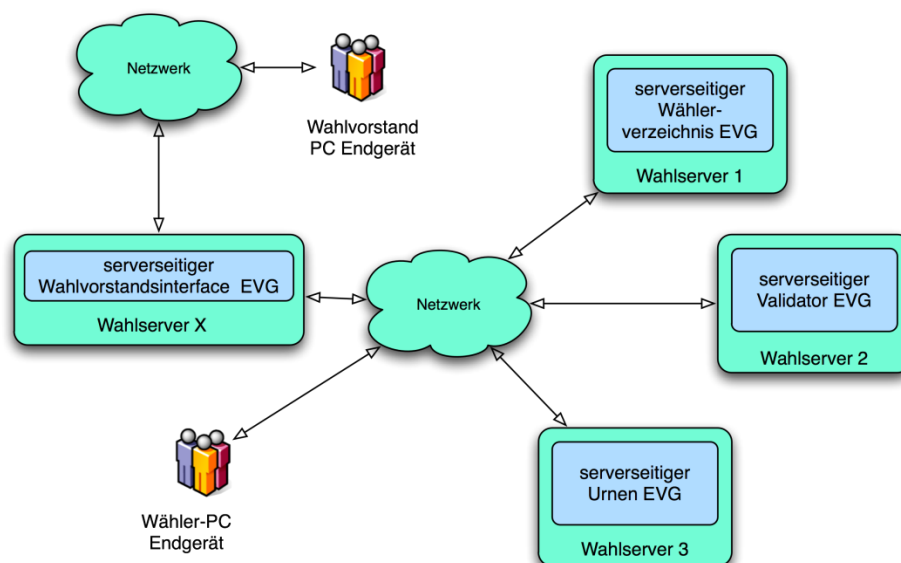 Netzwerk
Wahlvorstand
PC Endgerät
serverseitiger
Wähler-
verzeichnis EVG
Wahlserver 1
serverseitiger
Wahlvorstandsinterface EVG
Wahlserver X
Netzwerk
serverseitiger
Validator EVG
Wahlserver 2
Wähler-PC
Endgerät
serverseitiger
Urnen EVG
Wahlserver 3